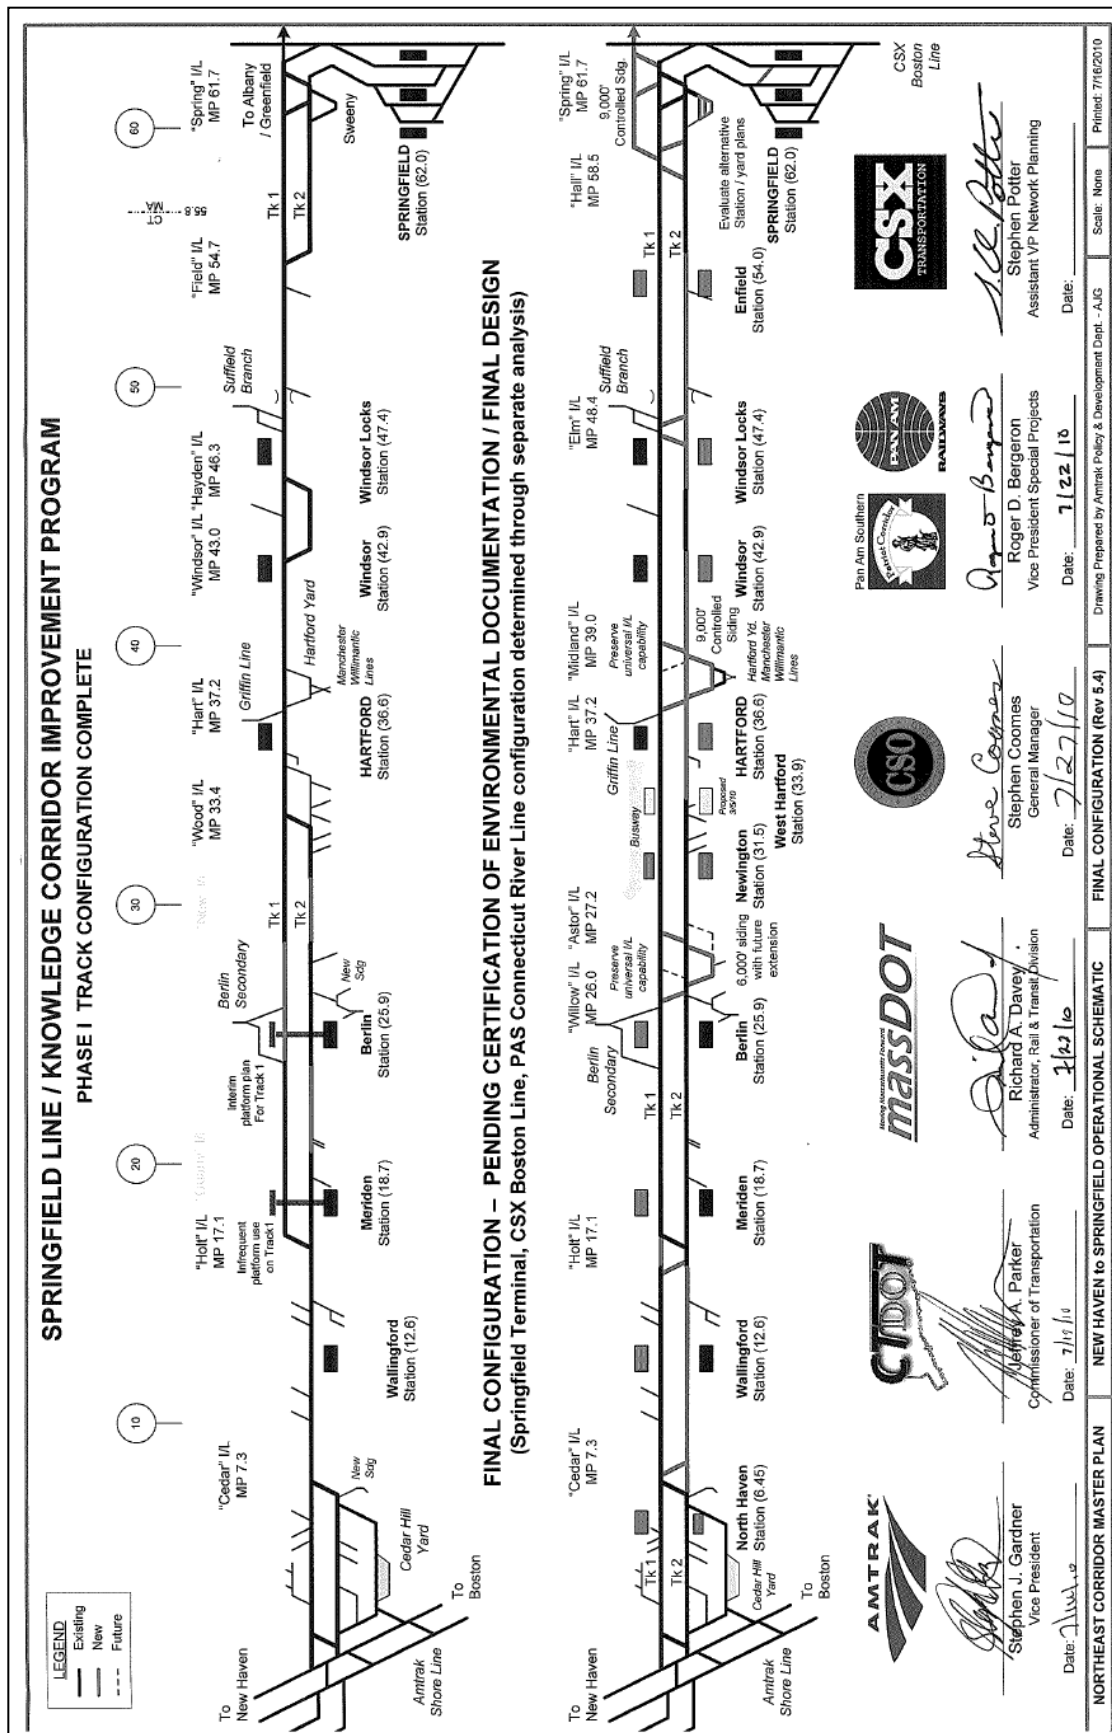 SPRINGFIELD LINE / KNOWLEDGE CORRIDOR IMPROVEMENT PROGRAM
PHASE I TRACK CONFIGURATION COMPLETE
LEGEND
Existing
New
Future
10
20
30
40
50
60
"Cedar" I/L
MP 7.3
"Holt" I/L
MP 17.1
"Wood" I/L
MP 33.4
"Hart" I/L
MP 37.2
"Windsor" I/L
MP 43.0
"Hayden" I/L
MP 46.3
"Field" I/L
MP 54.7
CT
MA
55.8
"Spring" I/L
MP 61.7
To
New Haven
Infrequent
platform use
on Track1
Interim
platform plan
For Track 1
Berlin
Secondary
Griffin Line
Suffield
Branch
To Albany
/ Greenfield
Tk 1
Tk 2
Tk 1
Tk 2
New
Sdg
Cedar Hill
Yard
To
Boston
Amtrak
Shore Line
Wallingford
Station (12.6)
Meriden
Station (18.7)
Berlin
Station (25.9)
New
Sdg
HARTFORD
Station (36.6)
Hartford Yard
Manchester
Willimantic
Lines
Windsor
Station (42.9)
Windsor Locks
Station (47.4)
Sweeny
SPRINGFIELD
Station (62.0)
FINAL CONFIGURATION – PENDING CERTIFICATION OF ENVIRONMENTAL DOCUMENTATION / FINAL DESIGN
(Springfield Terminal, CSX Boston Line, PAS Connecticut River Line configuration determined through separate analysis)
"Cedar" I/L
MP 7.3
"Holt" I/L
MP 17.1
"Willow" I/L
MP 26.0
"Astor" I/L
MP 27.2
"Hart" I/L
MP 37.2
"Midland" I/L
MP 39.0
"Elm" I/L
MP 48.4
"Hall" I/L
MP 58.5
"Spring" I/L
MP 61.7
9,000'
Controlled Sdg.
To
New Haven
Berlin
Secondary
Preserve
universal I/L
capability
Busway
Griffin Line
Preserve
universal I/L
capability
Suffield
Branch
Tk 1
Tk 2
Tk 1
Tk 2
Tk 1
Tk 2
Cedar Hill
Yard
To
Boston
Amtrak
Shore Line
North Haven
Station (6.45)
Wallingford
Station (12.6)
Meriden
Station (18.7)
Berlin
Station (25.9)
6,000' siding
with future
extension
Newington
Station (31.5)
Proposed
3/5/10
West Hartford
Station (33.9)
HARTFORD
Station (36.6)
9,000'
Controlled
Siding
Hartford Yd.
Manchester
Willimantic
Lines
Windsor
Station (42.9)
Windsor Locks
Station (47.4)
Enfield
Station (54.0)
Evaluate alternative
Station / yard plans
SPRINGFIELD
Station (62.0)
CSX
Boston
Line
AMTRAK
Stephen J. Gardner
Vice President
Date:
CTDOT
Jeffrey A. Parker
Commissioner of Transportation
Date: 7/19/10
massDOT
Richard A. Davey
Administrator, Rail & Transit Division
Date:
CSO
Steve Coomes
Stephen Coomes
General Manager
Date: 7/27/10
Pan Am Southern
Patriot Corridor
PAN AM
RAILWAYS
Roger D. Bergeron
Vice President Special Projects
Date: 7/22/10
CSX
TRANSPORTATION
Stephen Potter
Assistant VP Network Planning
Date:
NORTHEAST CORRIDOR MASTER PLAN
NEW HAVEN to SPRINGFIELD OPERATIONAL SCHEMATIC
FINAL CONFIGURATION (Rev 5.4)
Drawing Prepared by Amtrak Policy & Development Dept. - AJG
Scale: None
Printed: 7/16/2010